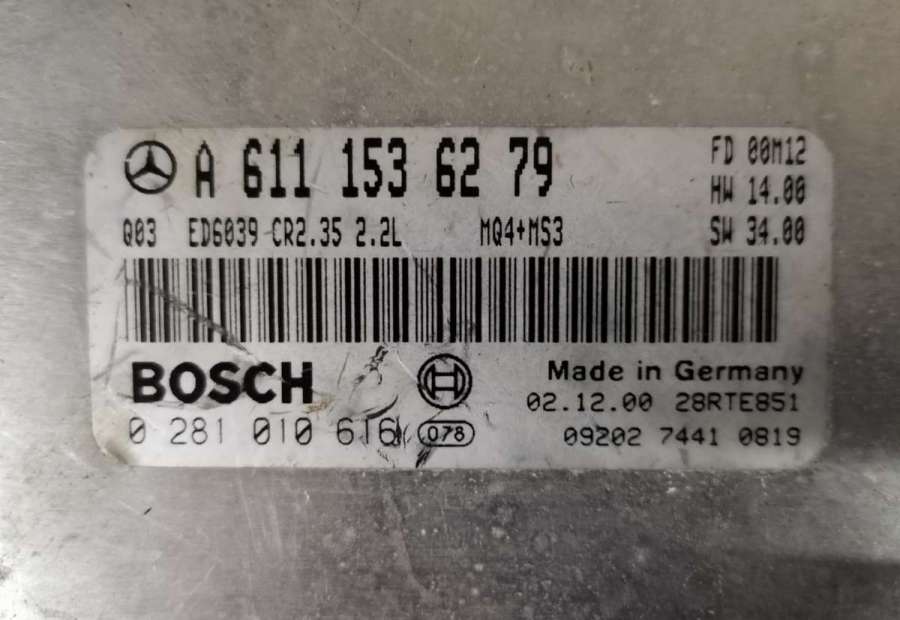 A 611 153 62 79 FD 00M12
HW 14.00
Q03 ED6039 CR2.35 2.2L MQ4+MS3 SW 34.00
BOSCH Made in Germany
02.12.00 28RTE851
0 281 010 616 078 09202 7441 0819